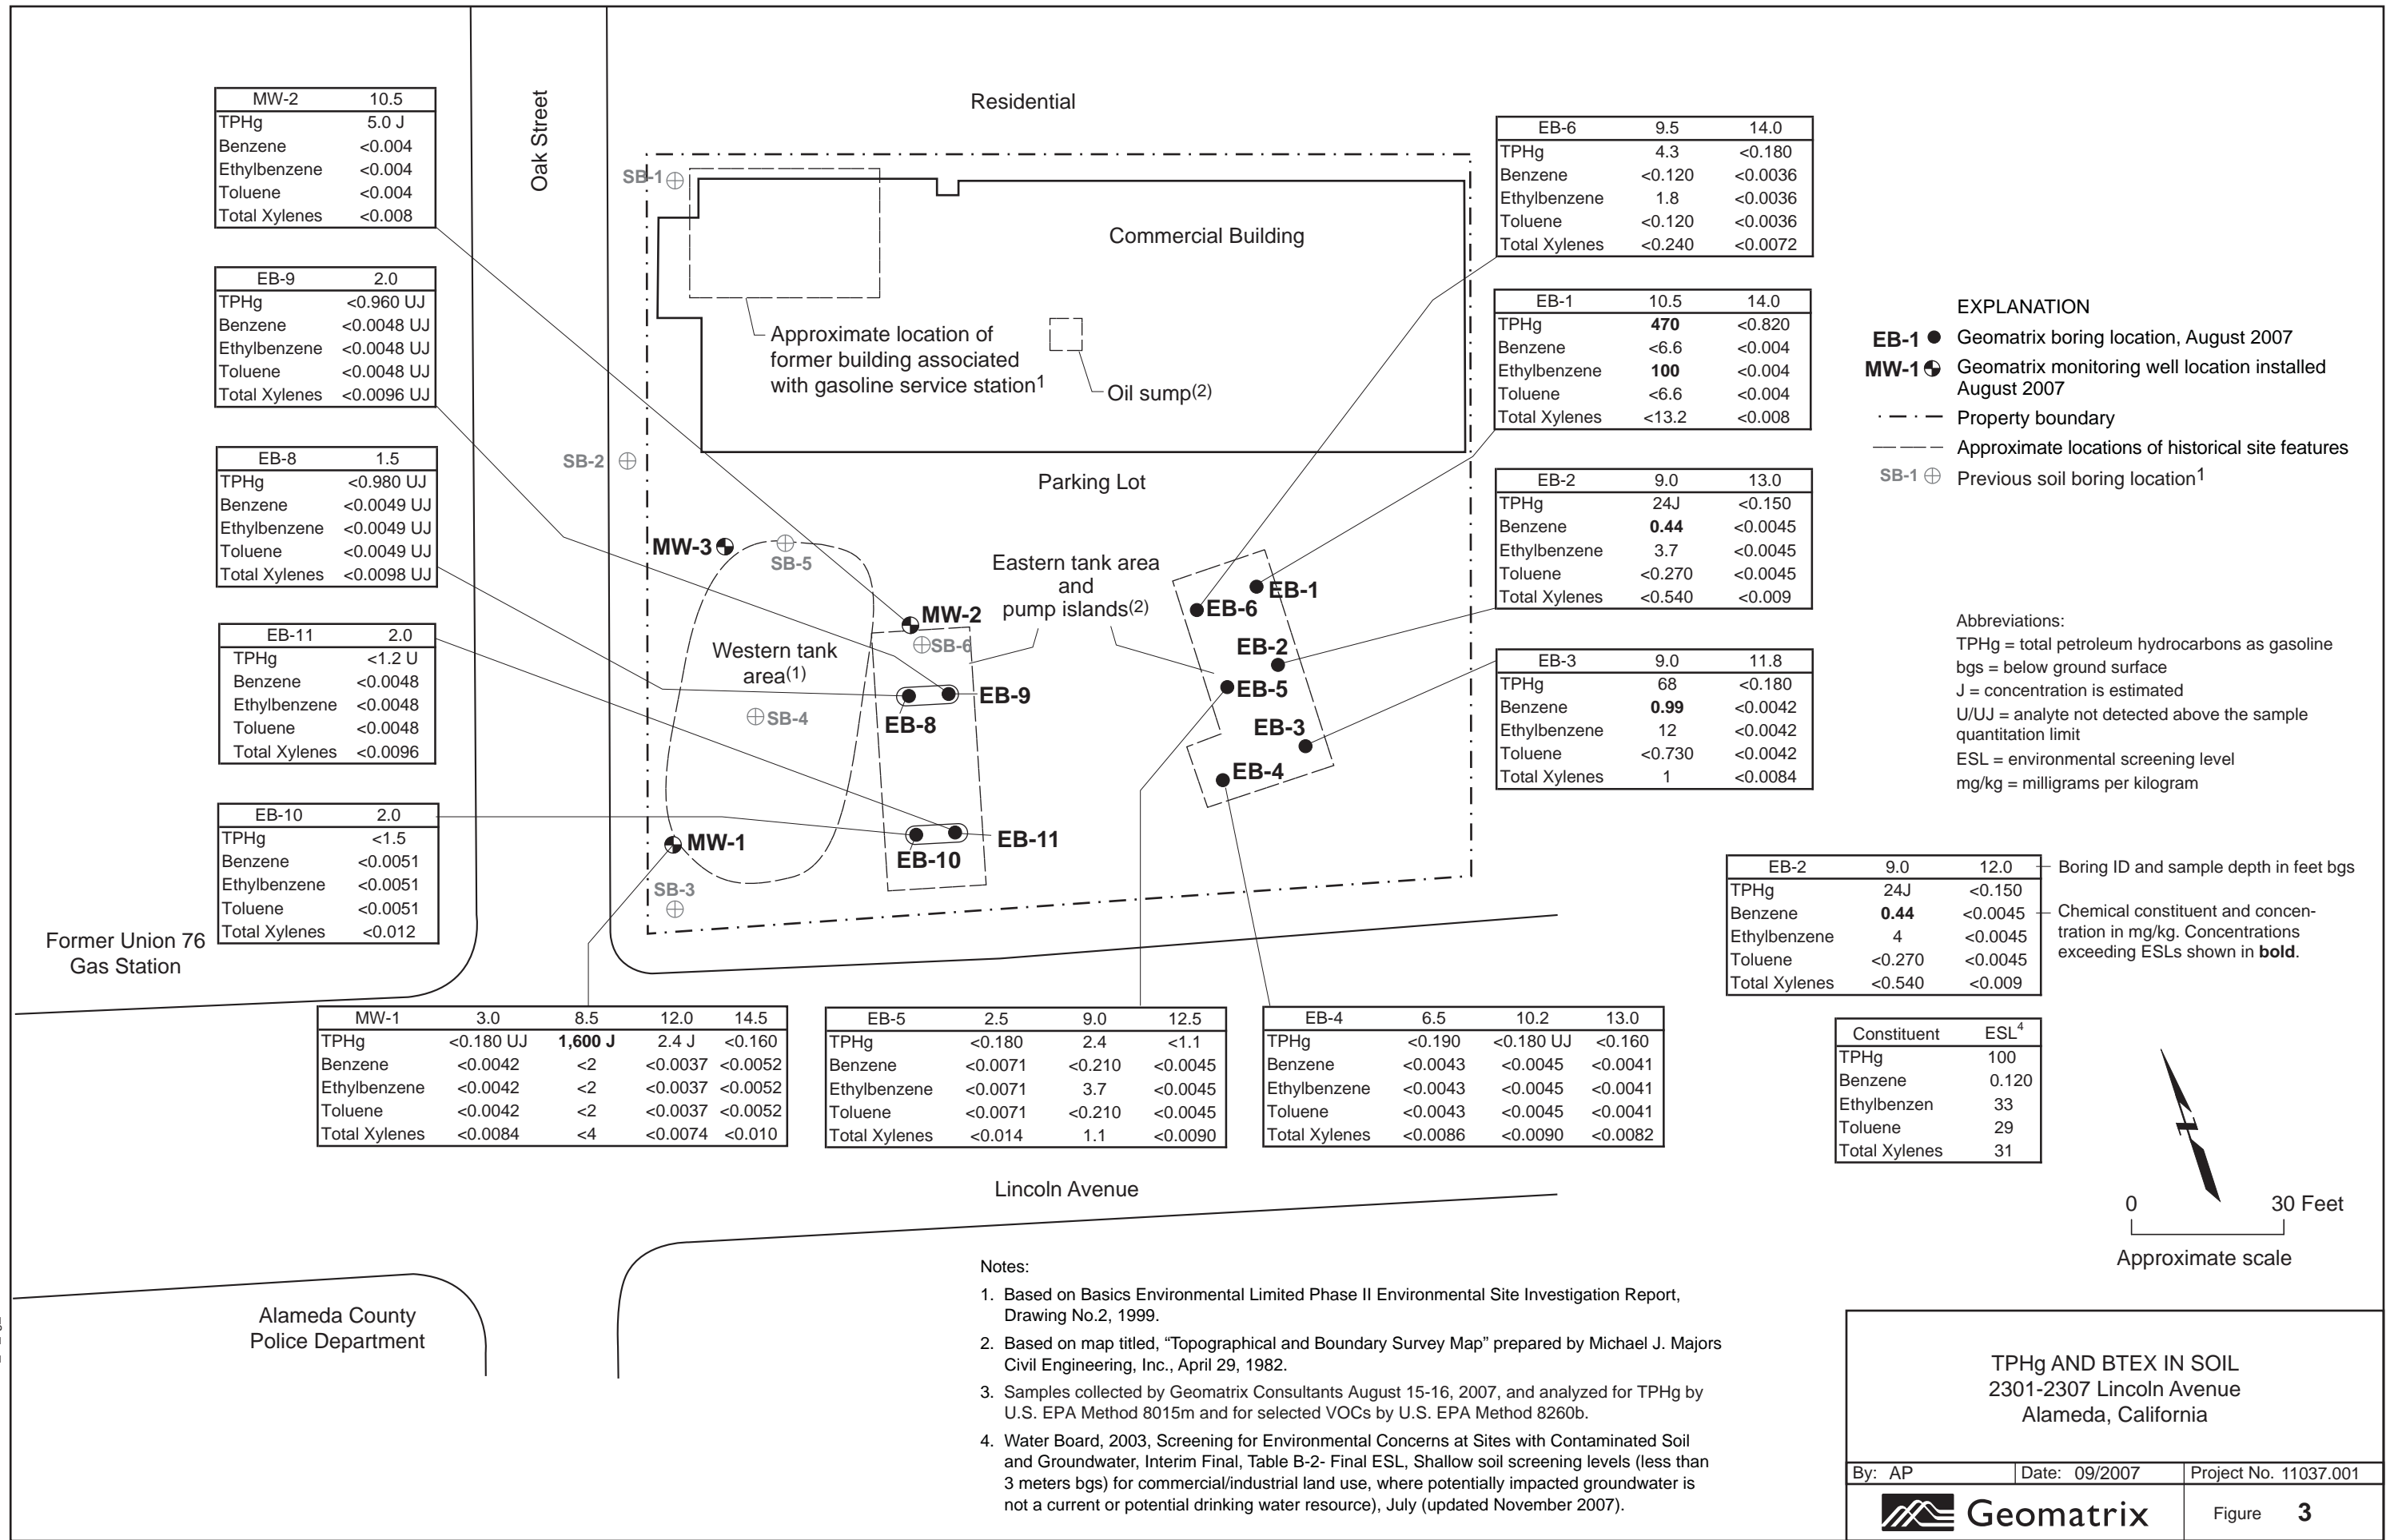 MW-2 10.5
TPHg 5.0 J
Benzene <0.004
Ethylbenzene <0.004
Toluene <0.004
Total Xylenes <0.008
EB-9 2.0
TPHg <0.960 UJ
Benzene <0.0048 UJ
Ethylbenzene <0.0048 UJ
Toluene <0.0048 UJ
Total Xylenes <0.0096 UJ
EB-8 1.5
TPHg <0.980 UJ
Benzene <0.0049 UJ
Ethylbenzene <0.0049 UJ
Toluene <0.0049 UJ
Total Xylenes <0.0098 UJ
EB-11 2.0
TPHg <1.2 U
Benzene <0.0048
Ethylbenzene <0.0048
Toluene <0.0048
Total Xylenes <0.0096
EB-10 2.0
TPHg <1.5
Benzene <0.0051
Ethylbenzene <0.0051
Toluene <0.0051
Total Xylenes <0.012
Former Union 76
Gas Station
Oak Street
Residential
SB-1
Commercial Building
Approximate location of
former building associated
with gasoline service station1
Oil sump(2)
SB-2
Parking Lot
MW-3
SB-5
Eastern tank area
and
pump islands(2)
MW-2
SB-6
Western tank
area(1)
SB-4
EB-9
EB-8
EB-1
EB-6
EB-2
EB-5
EB-3
EB-4
MW-1
EB-11
EB-10
SB-3
EB-6 9.5 14.0
TPHg 4.3 <0.180
Benzene <0.120 <0.0036
Ethylbenzene 1.8 <0.0036
Toluene <0.120 <0.0036
Total Xylenes <0.240 <0.0072
EB-1 10.5 14.0
TPHg 470 <0.820
Benzene <6.6 <0.004
Ethylbenzene 100 <0.004
Toluene <6.6 <0.004
Total Xylenes <13.2 <0.008
EB-2 9.0 13.0
TPHg 24J <0.150
Benzene 0.44 <0.0045
Ethylbenzene 3.7 <0.0045
Toluene <0.270 <0.0045
Total Xylenes <0.540 <0.009
EB-3 9.0 11.8
TPHg 68 <0.180
Benzene 0.99 <0.0042
Ethylbenzene 12 <0.0042
Toluene <0.730 <0.0042
Total Xylenes 1 <0.0084
EXPLANATION
EB-1 Geomatrix boring location, August 2007
MW-1 Geomatrix monitoring well location installed
August 2007
Property boundary
Approximate locations of historical site features
SB-1 Previous soil boring location1
Abbreviations:
TPHg = total petroleum hydrocarbons as gasoline
bgs = below ground surface
J = concentration is estimated
U/UJ = analyte not detected above the sample
quantitation limit
ESL = environmental screening level
mg/kg = milligrams per kilogram
EB-2 9.0 12.0
TPHg 24J <0.150
Benzene 0.44 <0.0045
Ethylbenzene 4 <0.0045
Toluene <0.270 <0.0045
Total Xylenes <0.540 <0.009
Boring ID and sample depth in feet bgs
Chemical constituent and concen-
tration in mg/kg. Concentrations
exceeding ESLs shown in bold.
MW-1 3.0 8.5 12.0 14.5
TPHg <0.180 UJ 1,600 J 2.4 J <0.160
Benzene <0.0042 <2 <0.0037 <0.0052
Ethylbenzene <0.0042 <2 <0.0037 <0.0052
Toluene <0.0042 <2 <0.0037 <0.0052
Total Xylenes <0.0084 <4 <0.0074 <0.010
EB-5 2.5 9.0 12.5
TPHg <0.180 2.4 <1.1
Benzene <0.0071 <0.210 <0.0045
Ethylbenzene <0.0071 3.7 <0.0045
Toluene <0.0071 <0.210 <0.0045
Total Xylenes <0.014 1.1 <0.0090
EB-4 6.5 10.2 13.0
TPHg <0.190 <0.180 UJ <0.160
Benzene <0.0043 <0.0045 <0.0041
Ethylbenzene <0.0043 <0.0045 <0.0041
Toluene <0.0043 <0.0045 <0.0041
Total Xylenes <0.0086 <0.0090 <0.0082
Constituent ESL4
TPHg 100
Benzene 0.120
Ethylbenzen 33
Toluene 29
Total Xylenes 31
Lincoln Avenue
0 30 Feet
Approximate scale
Alameda County
Police Department
Notes:
1. Based on Basics Environmental Limited Phase II Environmental Site Investigation Report,
Drawing No.2, 1999.
2. Based on map titled, “Topographical and Boundary Survey Map” prepared by Michael J. Majors
Civil Engineering, Inc., April 29, 1982.
3. Samples collected by Geomatrix Consultants August 15-16, 2007, and analyzed for TPHg by
U.S. EPA Method 8015m and for selected VOCs by U.S. EPA Method 8260b.
4. Water Board, 2003, Screening for Environmental Concerns at Sites with Contaminated Soil
and Groundwater, Interim Final, Table B-2- Final ESL, Shallow soil screening levels (less than
3 meters bgs) for commercial/industrial land use, where potentially impacted groundwater is
not a current or potential drinking water resource), July (updated November 2007).
TPHg AND BTEX IN SOIL
2301-2307 Lincoln Avenue
Alameda, California
By: AP Date: 09/2007 Project No. 11037.001
Geomatrix Figure 3